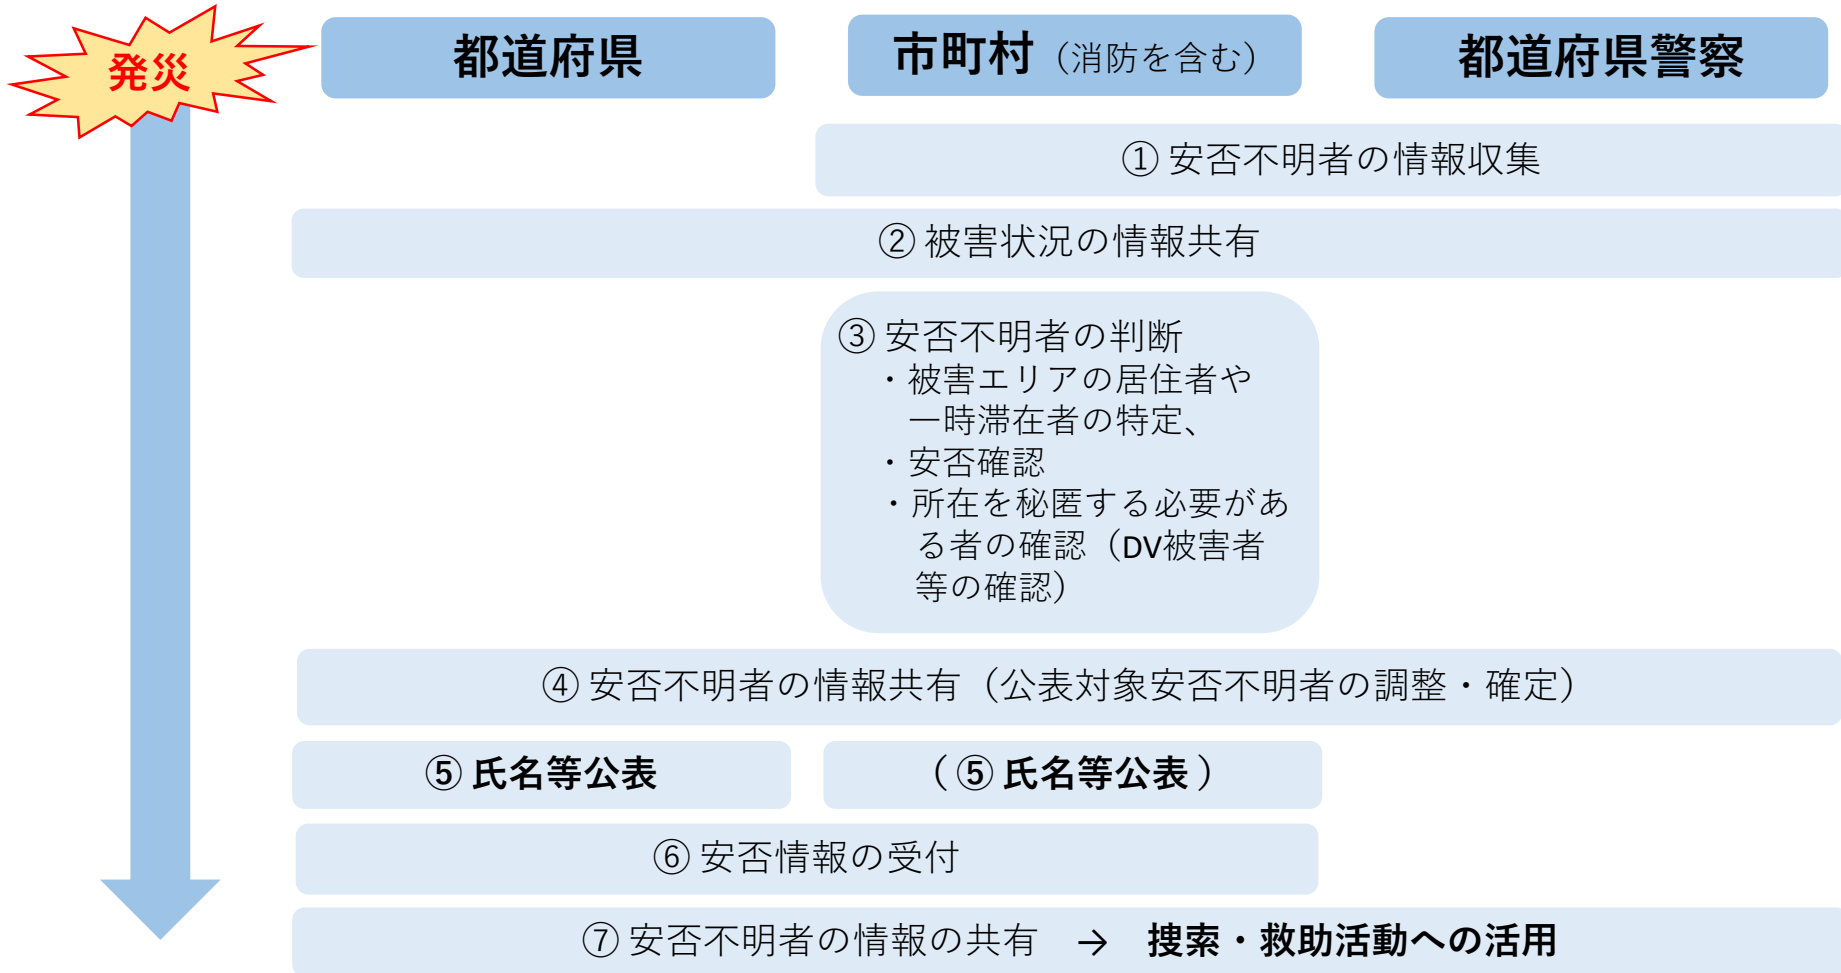 発災
都道府県
市町村（消防を含む）
都道府県警察
① 安否不明者の情報収集
② 被害状況の情報共有
③ 安否不明者の判断
・被害エリアの居住者や
一時滞在者の特定、
・安否確認
・所在を秘匿する必要があ
る者の確認（DV被害者
等の確認）
④ 安否不明者の情報共有（公表対象安否不明者の調整・確定）
⑤ 氏名等公表
（⑤ 氏名等公表）
⑥ 安否情報の受付
⑦ 安否不明者の情報の共有 → 捜索・救助活動への活用